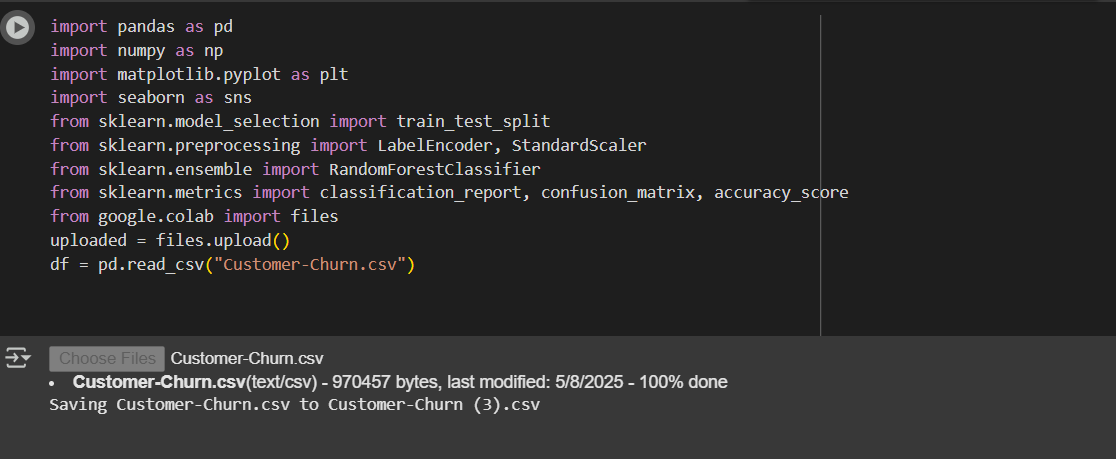 import pandas as pd
import numpy as np
import matplotlib.pyplot as plt
import seaborn as sns
from sklearn.model_selection import train_test_split
from sklearn.preprocessing import LabelEncoder, StandardScaler
from sklearn.ensemble import RandomForestClassifier
from sklearn.metrics import classification_report, confusion_matrix, accuracy_score
from google.colab import files
uploaded = files.upload()
df = pd.read_csv("Customer-Churn.csv")
Choose Files Customer-Churn.csv
• Customer-Churn.csv(text/csv) - 970457 bytes, last modified: 5/8/2025 - 100% done
Saving Customer-Churn.csv to Customer-Churn (3).csv